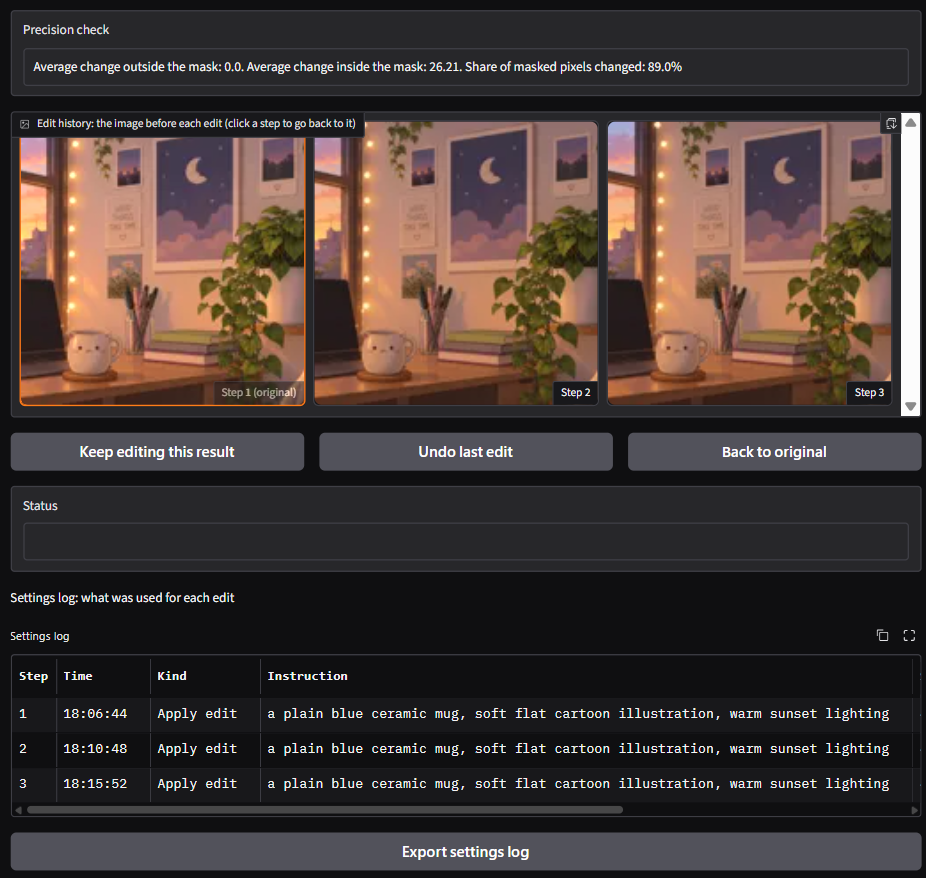 Precision check
Average change outside the mask: 0.0. Average change inside the mask: 26.21. Share of masked pixels changed: 89.0%
Edit history: the image before each edit (click a step to go back to it)
GOOD THINGS TAKE TIME
Step 1 (original)
Step 2
Step 3
Keep editing this result
Undo last edit
Back to original
Status
Settings log: what was used for each edit
Settings log
Step Time Kind Instruction
1 18:06:44 Apply edit a plain blue ceramic mug, soft flat cartoon illustration, warm sunset lighting
2 18:10:48 Apply edit a plain blue ceramic mug, soft flat cartoon illustration, warm sunset lighting
3 18:15:52 Apply edit a plain blue ceramic mug, soft flat cartoon illustration, warm sunset lighting
Export settings log